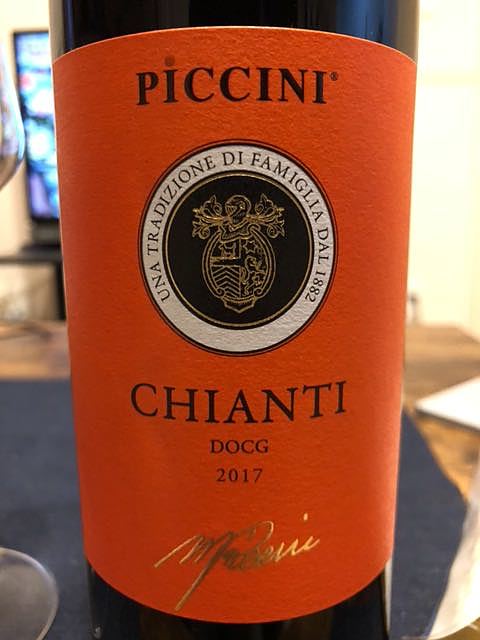 PICCINI®
UNA TRADIZIONE DI FAMIGLIA DAL 1882
CHIANTI
DOCG
2017